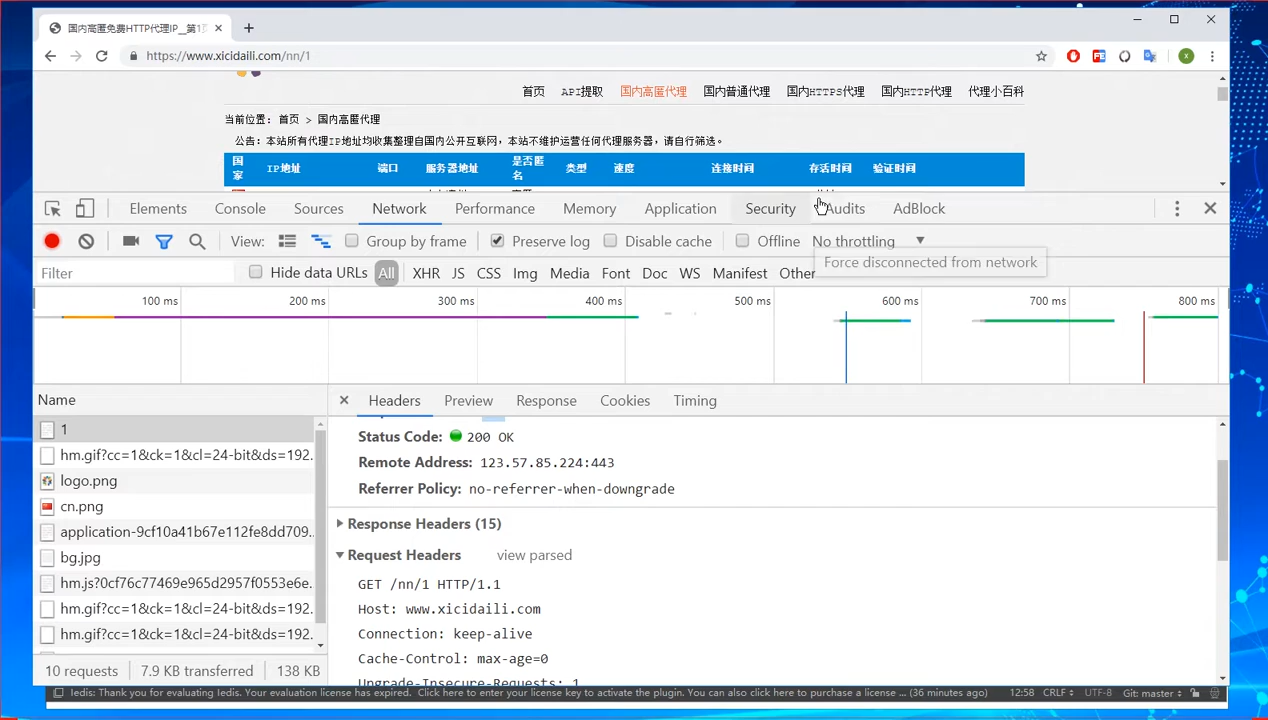 国内高匿免费HTTP代理IP__第1页
https://www.xicidaili.com/nn/1
首页 API提取 国内高匿代理 国内普通代理 国内HTTPS代理 国内HTTP代理 代理小百科
当前位置: 首页 > 国内高匿代理
公告: 本站所有代理IP地址均收集整理自国内公开互联网，本站不维护运营任何代理服务器，请自行筛选。
国家 IP地址 端口 服务器地址 是否匿名 类型 速度 连接时间 存活时间 验证时间
Elements Console Sources Network Performance Memory Application Security Audits AdBlock
View: Group by frame Preserve log Disable cache Offline No throttling
Force disconnected from network
Filter Hide data URLs All XHR JS CSS Img Media Font Doc WS Manifest Other
100 ms 200 ms 300 ms 400 ms 500 ms 600 ms 700 ms 800 ms
Name
Headers Preview Response Cookies Timing
1
hm.gif?cc=1&ck=1&cl=24-bit&ds=192.
logo.png
cn.png
application-9cf10a41b67e112fe8dd709..
bg.jpg
hm.js?0cf76c77469e965d2957f0553e6e.
hm.gif?cc=1&ck=1&cl=24-bit&ds=192.
hm.gif?cc=1&ck=1&cl=24-bit&ds=192.
10 requests 7.9 KB transferred 138 KB
Status Code: 200 OK
Remote Address: 123.57.85.224:443
Referrer Policy: no-referrer-when-downgrade
Response Headers (15)
Request Headers view parsed
GET /nn/1 HTTP/1.1
Host: www.xicidaili.com
Connection: keep-alive
Cache-Control: max-age=0
Upgrade-Insecure-Requests: 1
Iedis: Thank you for evaluating Iedis. Your evaluation license has expired. Click here to enter your license key to activate the plugin. You can also click here to purchase a license ... (36 minutes ago) 12:58 CRLF UTF-8 Git: master